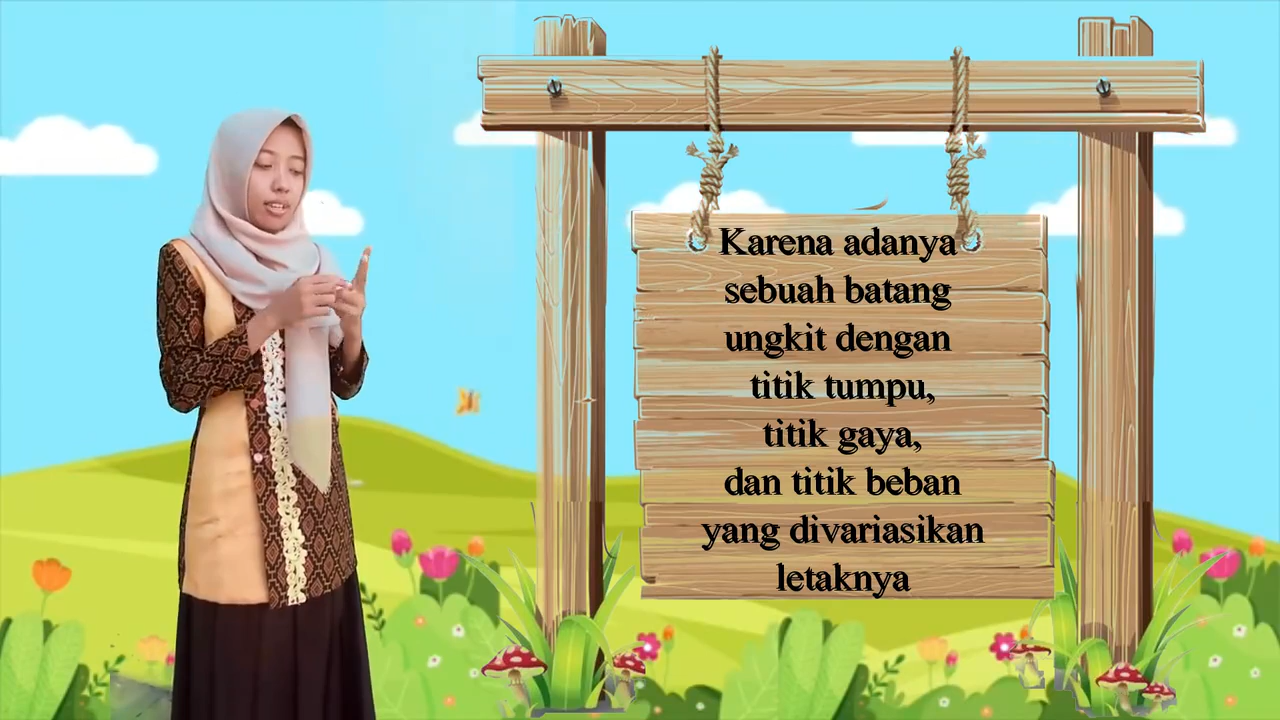 Karena adanya
sebuah batang
ungkit dengan
titik tumpu,
titik gaya,
dan titik beban
yang divariasikan
letaknya